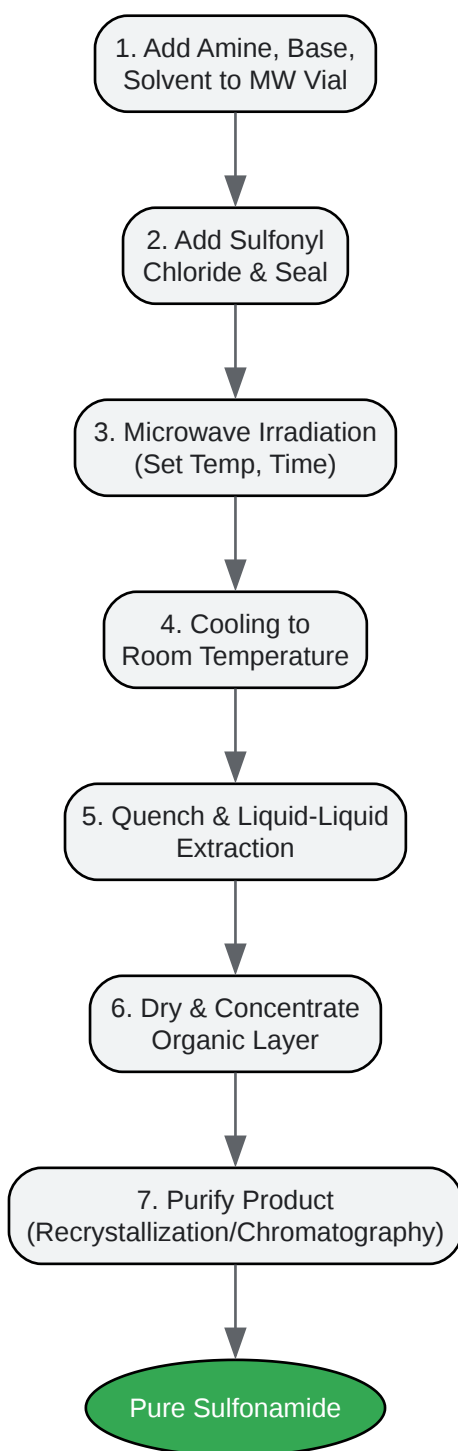 1. Add Amine, Base,
Solvent to MW Vial
2. Add Sulfonyl
Chloride & Seal
3. Microwave Irradiation
(Set Temp, Time)
4. Cooling to
Room Temperature
5. Quench & Liquid-Liquid
Extraction
6. Dry & Concentrate
Organic Layer
7. Purify Product
(Recrystallization/Chromatography)
Pure Sulfonamide